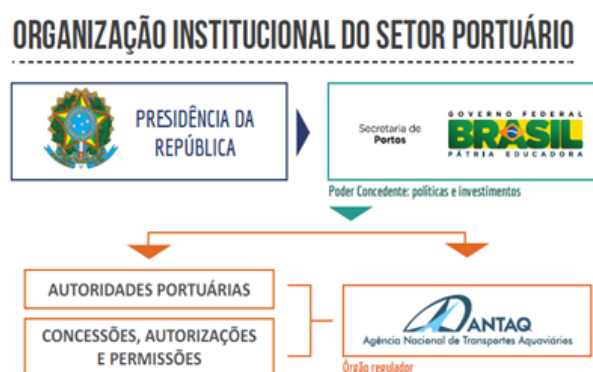 ORGANIZAÇÃO INSTITUCIONAL DO SETOR PORTUÁRIO
PRESIDÊNCIA DA
REPÚBLICA
Secretaria de
Portos
GOVERNO FEDERAL
BRASIL
PÁTRIA EDUCADORA
Poder Concedente: políticas e investimentos
AUTORIDADES PORTUÁRIAS
CONCESSÕES, AUTORIZAÇÕES
E PERMISSÕES
ANTAQ
Agência Nacional de Transportes Aquaviários
Órgão regulador